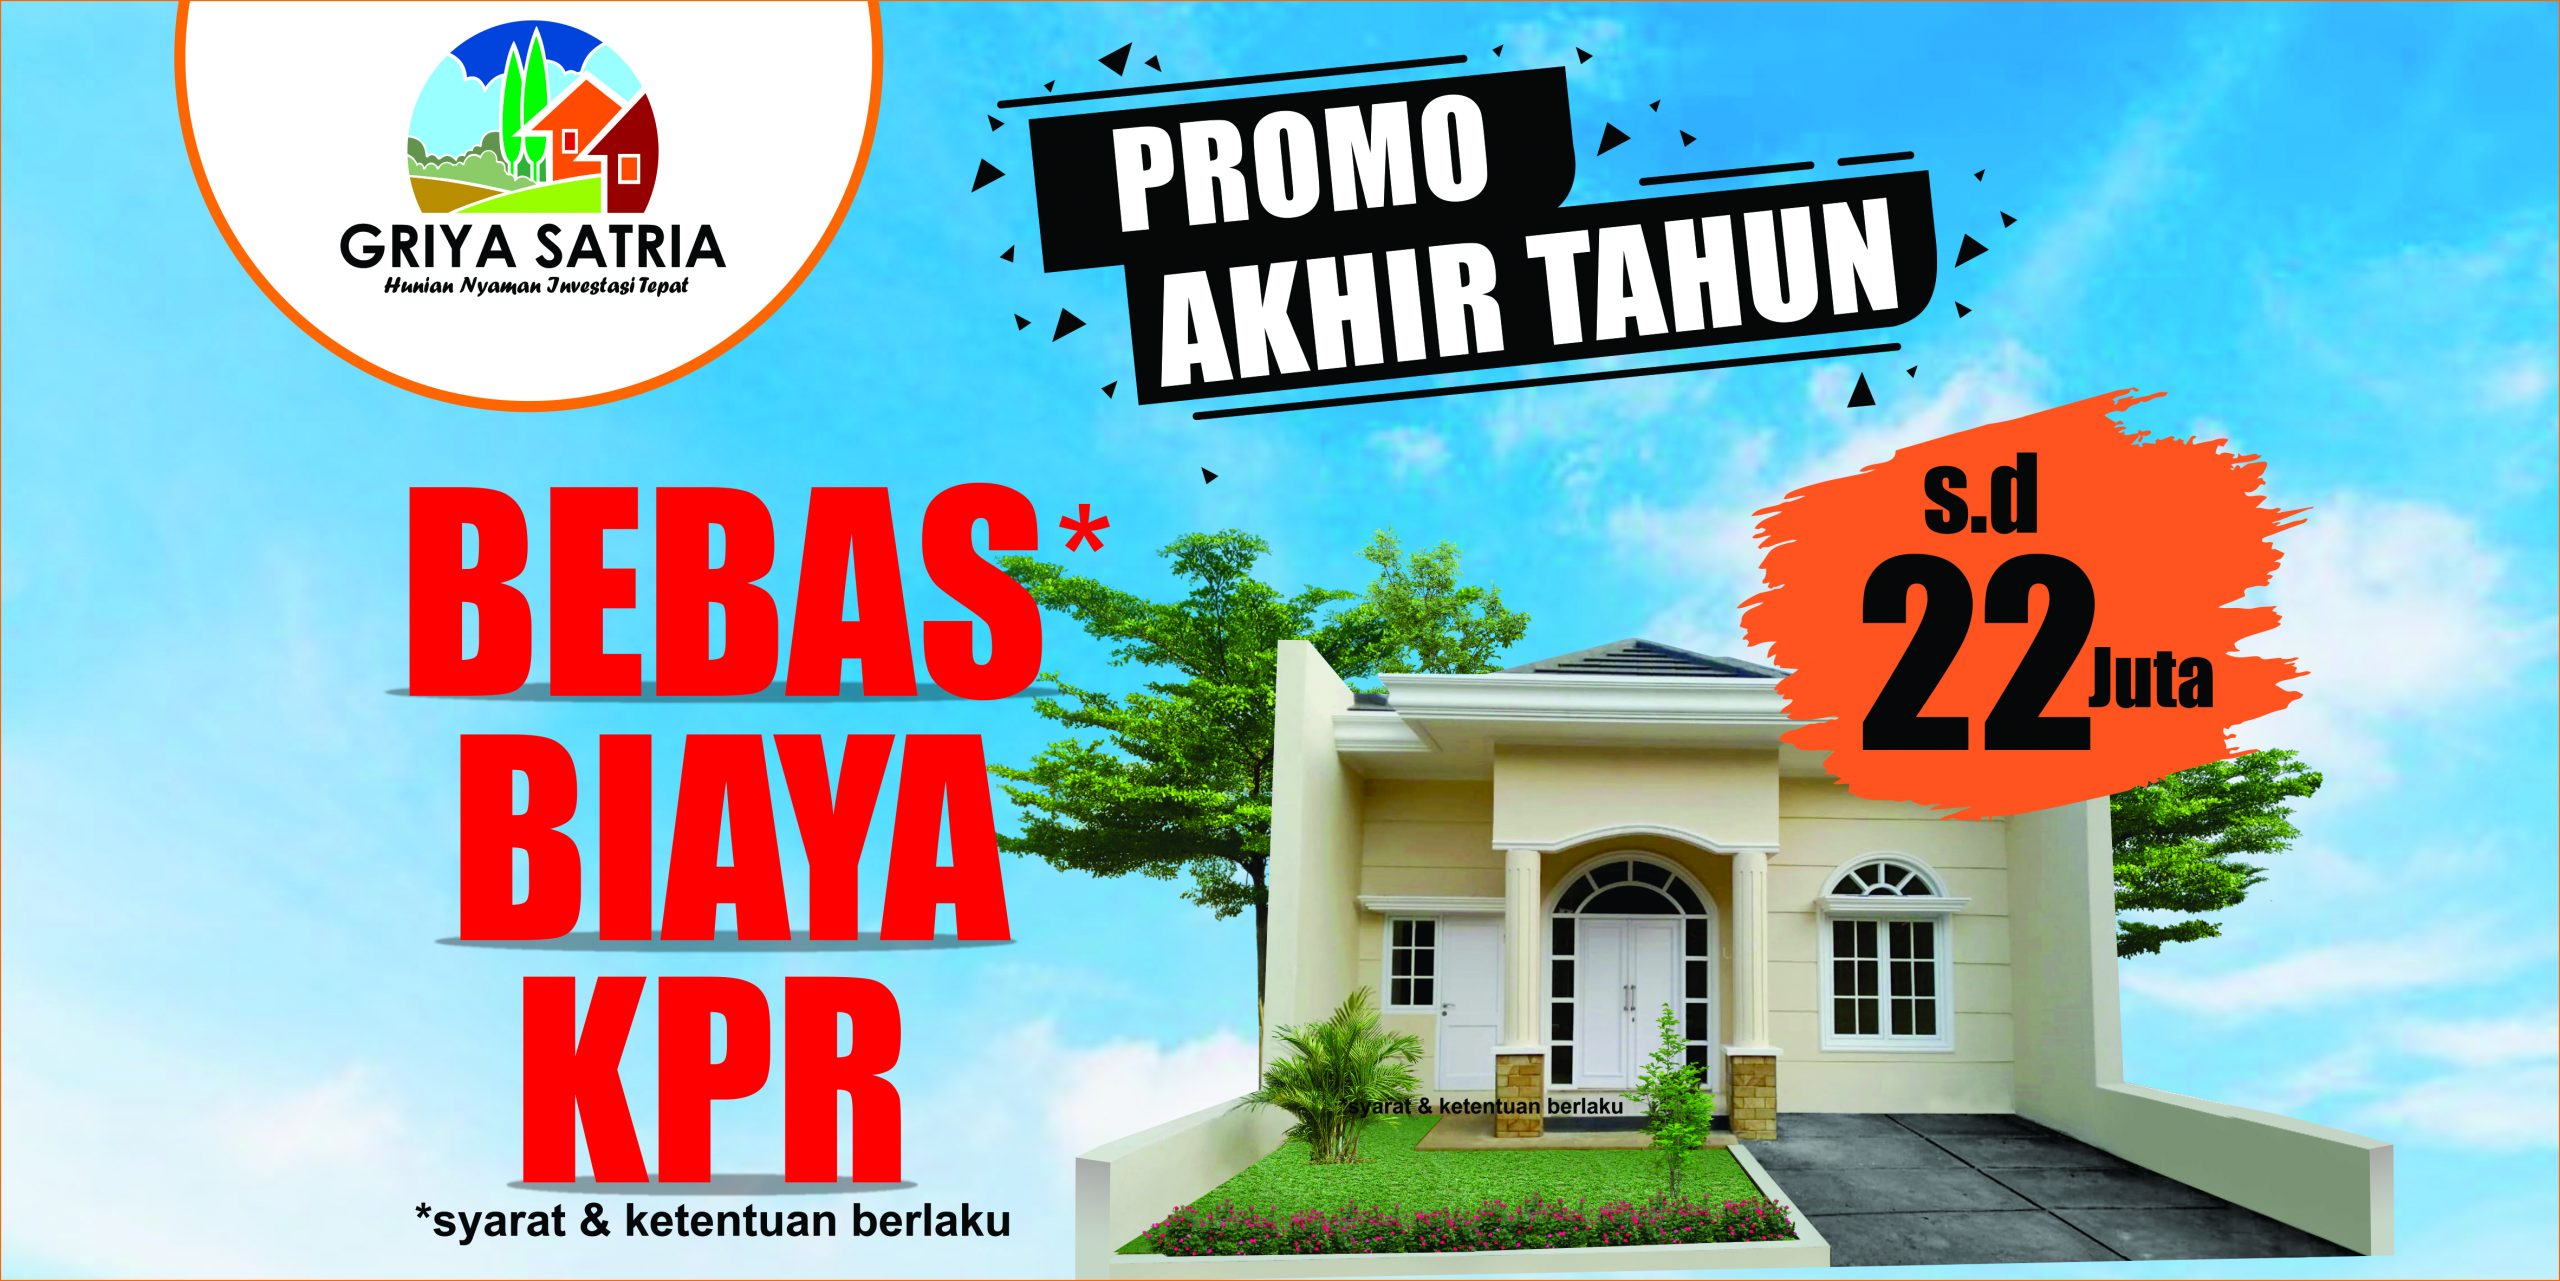 GRIYA SATRIA
Hunian Nyaman Investasi Tepat
PROMO
AKHIR TAHUN
BEBAS*
BIAYA
KPR
*syarat & ketentuan berlaku
s.d
22 Juta
*syarat & ketentuan berlaku